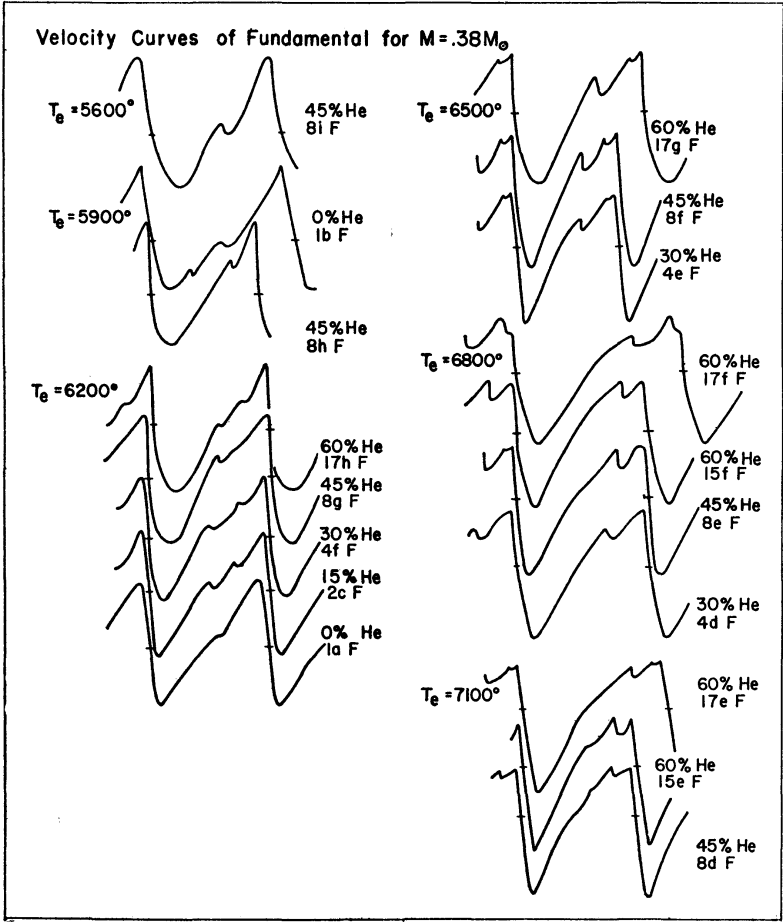 Velocity Curves of Fundamental for M = .38M☉
Te = 5600°
45% He
8i F
Te = 5900°
0% He
1b F
45% He
8h F
Te = 6200°
60% He
17h F
45% He
8g F
30% He
4f F
15% He
2c F
0% He
1a F
Te = 6500°
60% He
17g F
45% He
8f F
30% He
4e F
Te = 6800°
60% He
17f F
60% He
15f F
45% He
8e F
30% He
4d F
Te = 7100°
60% He
17e F
60% He
15e F
45% He
8d F